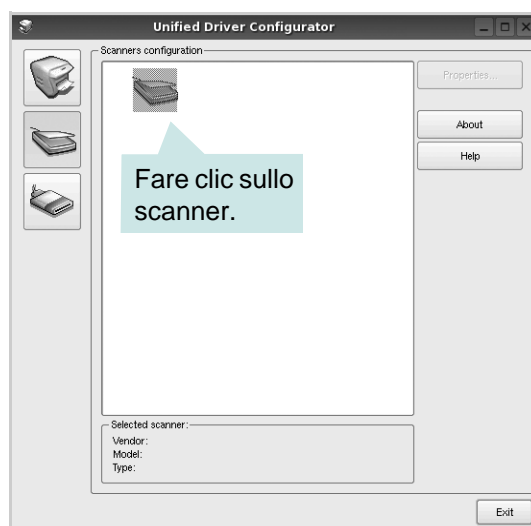 Unified Driver Configurator
Scanners configuration
Properties...
About
Help
Fare clic sullo
scanner.
Selected scanner:
Vendor:
Model:
Type:
Exit